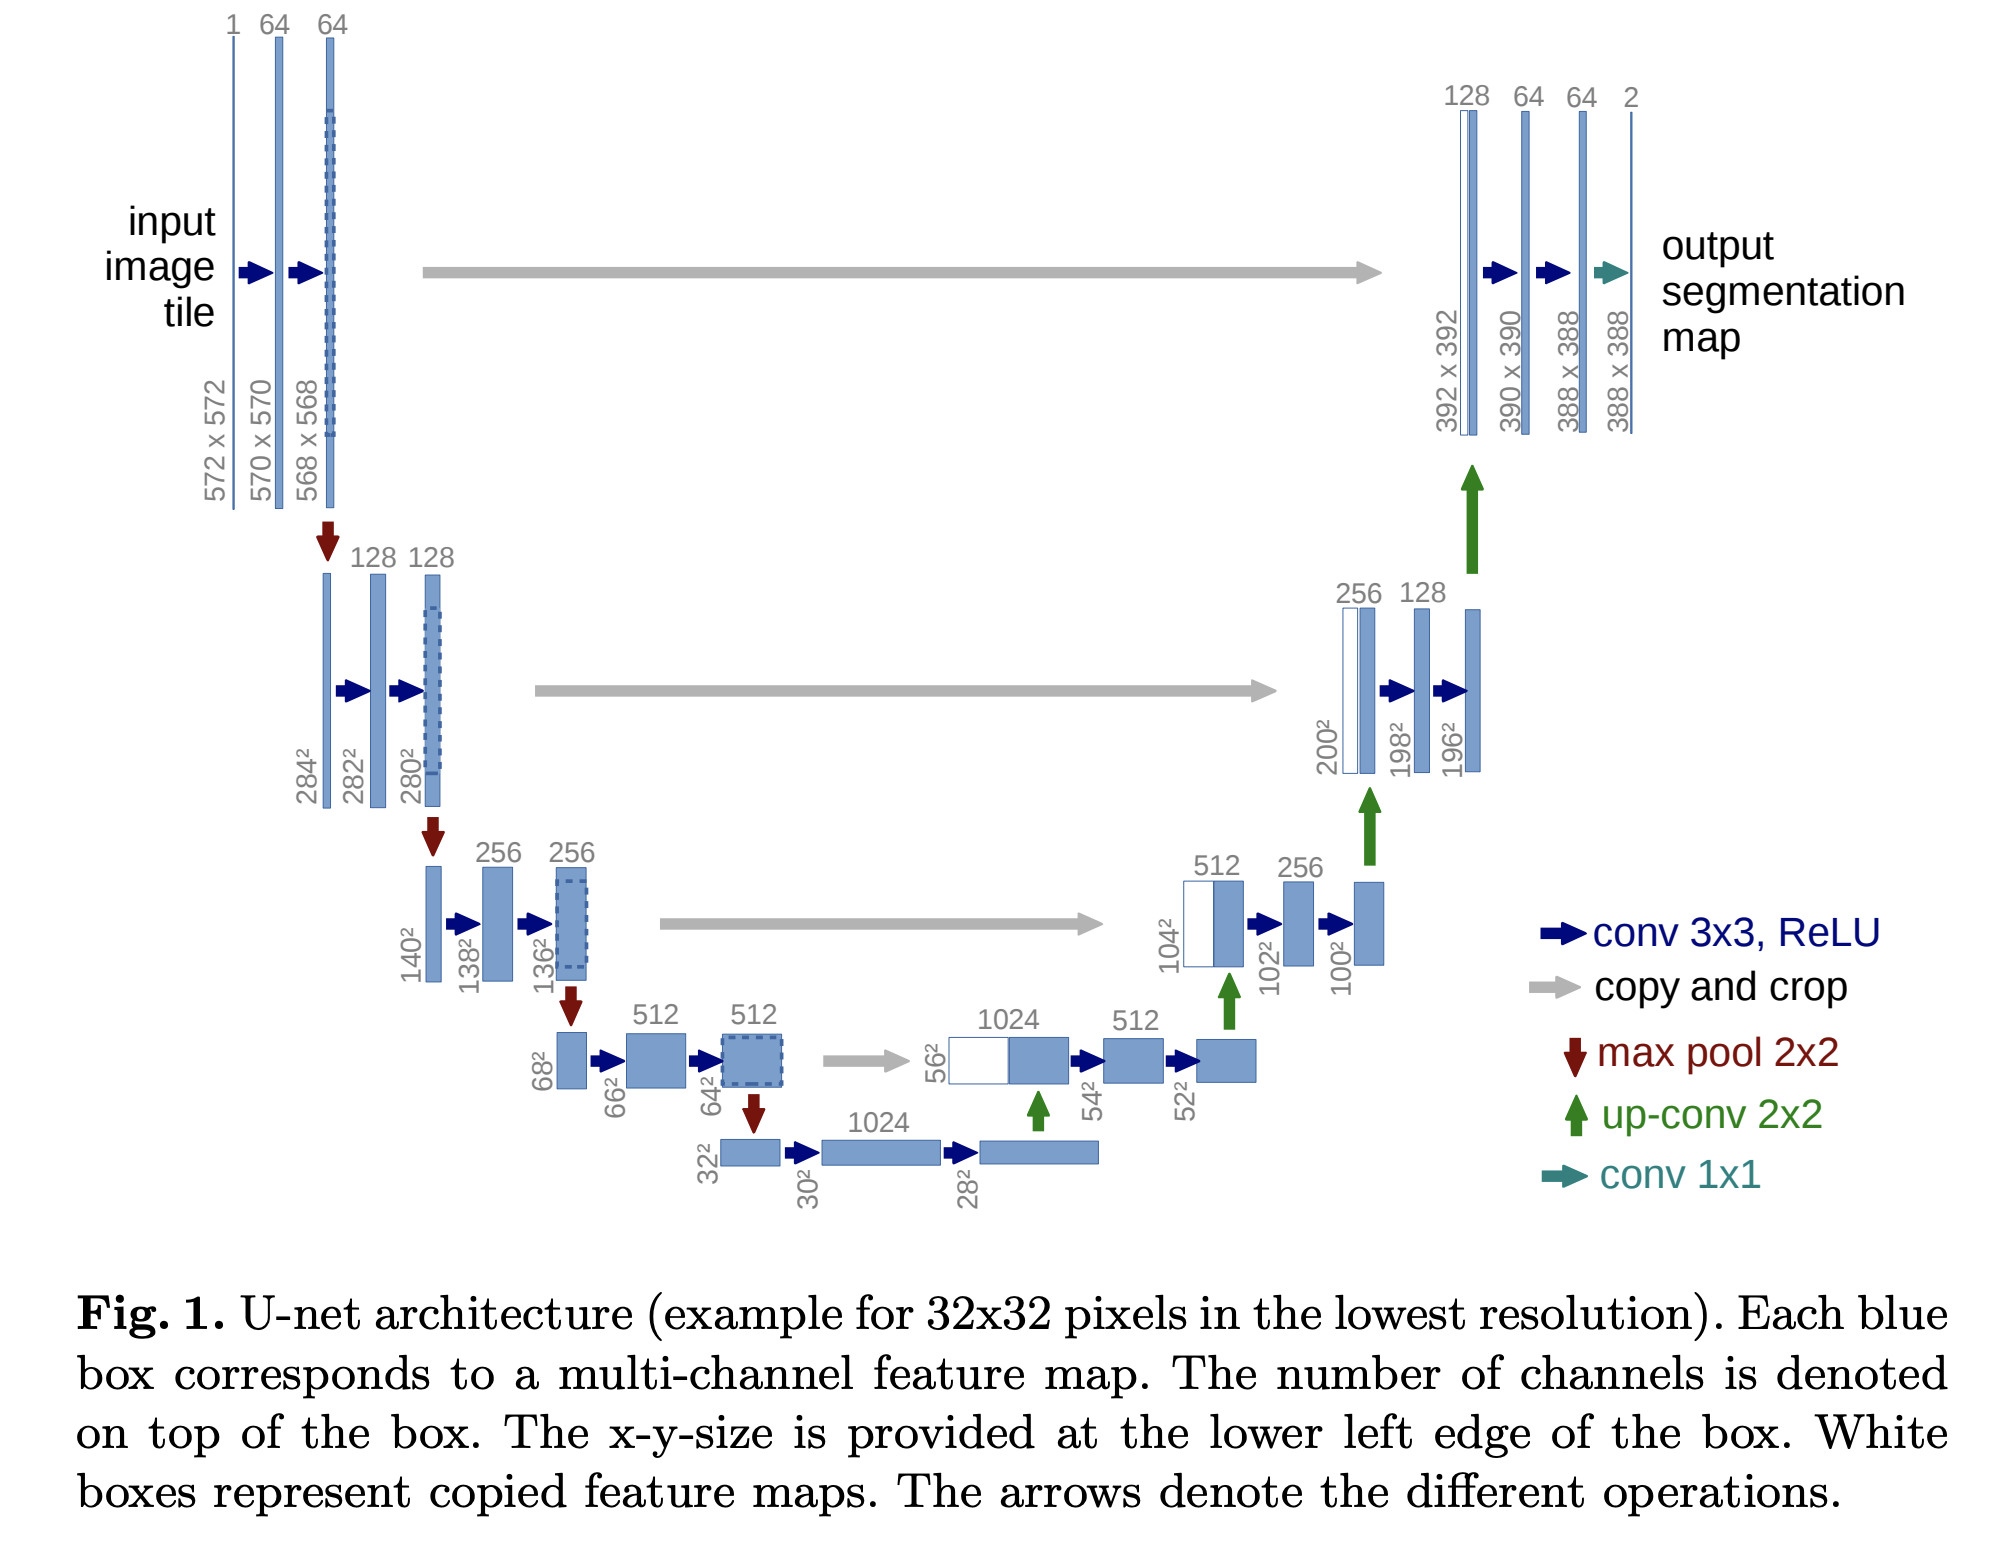 1 64 64
128 64 64 2
input
image
tile
output
segmentation
map
572 x 572
570 x 570
568 x 568
392 x 392
390 x 390
388 x 388
388 x 388
128 128
256 128
284²
282²
280²
200²
198²
196²
256 256
512 256
140²
138²
136²
104²
102²
100²
512 512
1024 512
68²
66²
64²
56²
54²
52²
1024
32²
30²
28²
conv 3x3, ReLU
copy and crop
max pool 2x2
up-conv 2x2
conv 1x1
Fig. 1. U-net architecture (example for 32x32 pixels in the lowest resolution). Each blue
box corresponds to a multi-channel feature map. The number of channels is denoted
on top of the box. The x-y-size is provided at the lower left edge of the box. White
boxes represent copied feature maps. The arrows denote the different operations.